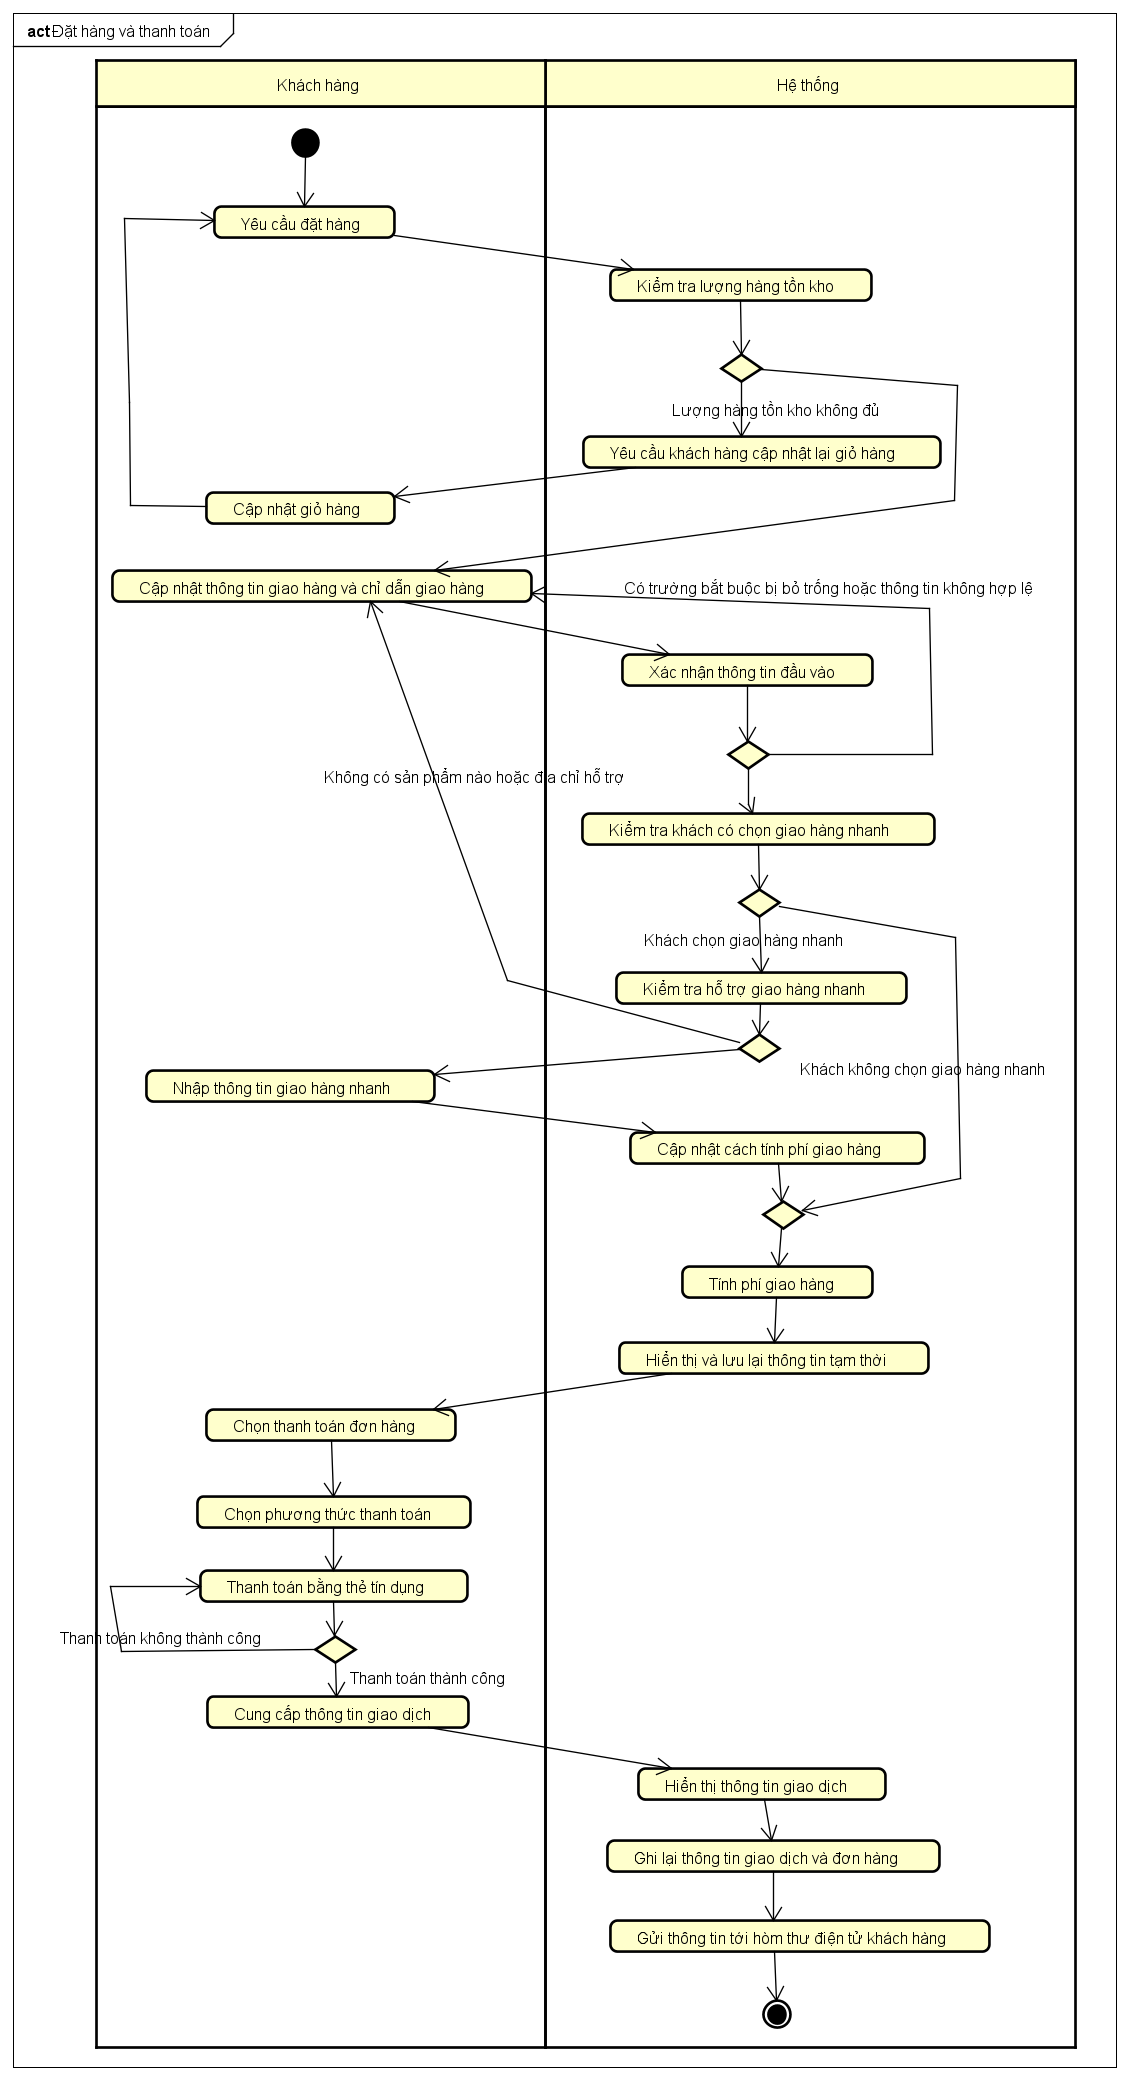 act Đặt hàng và thanh toán
Khách hàng
Hệ thống
Yêu cầu đặt hàng
Kiểm tra lượng hàng tồn kho
Lượng hàng tồn kho không đủ
Yêu cầu khách hàng cập nhật lại giỏ hàng
Cập nhật giỏ hàng
Cập nhật thông tin giao hàng và chỉ dẫn giao hàng
Có trường bắt buộc bị bỏ trống hoặc thông tin không hợp lệ
Xác nhận thông tin đầu vào
Không có sản phẩm nào hoặc địa chỉ hỗ trợ
Kiểm tra khách có chọn giao hàng nhanh
Khách chọn giao hàng nhanh
Kiểm tra hỗ trợ giao hàng nhanh
Khách không chọn giao hàng nhanh
Nhập thông tin giao hàng nhanh
Cập nhật cách tính phí giao hàng
Tính phí giao hàng
Hiển thị và lưu lại thông tin tạm thời
Chọn thanh toán đơn hàng
Chọn phương thức thanh toán
Thanh toán bằng thẻ tín dụng
Thanh toán không thành công
Thanh toán thành công
Cung cấp thông tin giao dịch
Hiển thị thông tin giao dịch
Ghi lại thông tin giao dịch và đơn hàng
Gửi thông tin tới hòm thư điện tử khách hàng